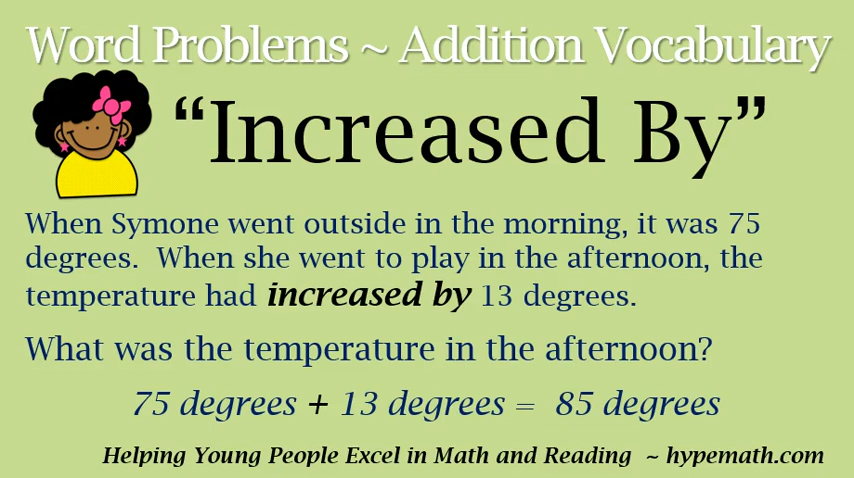 Word Problems ~ Addition Vocabulary
“Increased By”
When Symone went outside in the morning, it was 75
degrees.  When she went to play in the afternoon, the
temperature had increased by 13 degrees.
What was the temperature in the afternoon?
75 degrees + 13 degrees =  85 degrees
Helping Young People Excel in Math and Reading  ~ hypemath.com